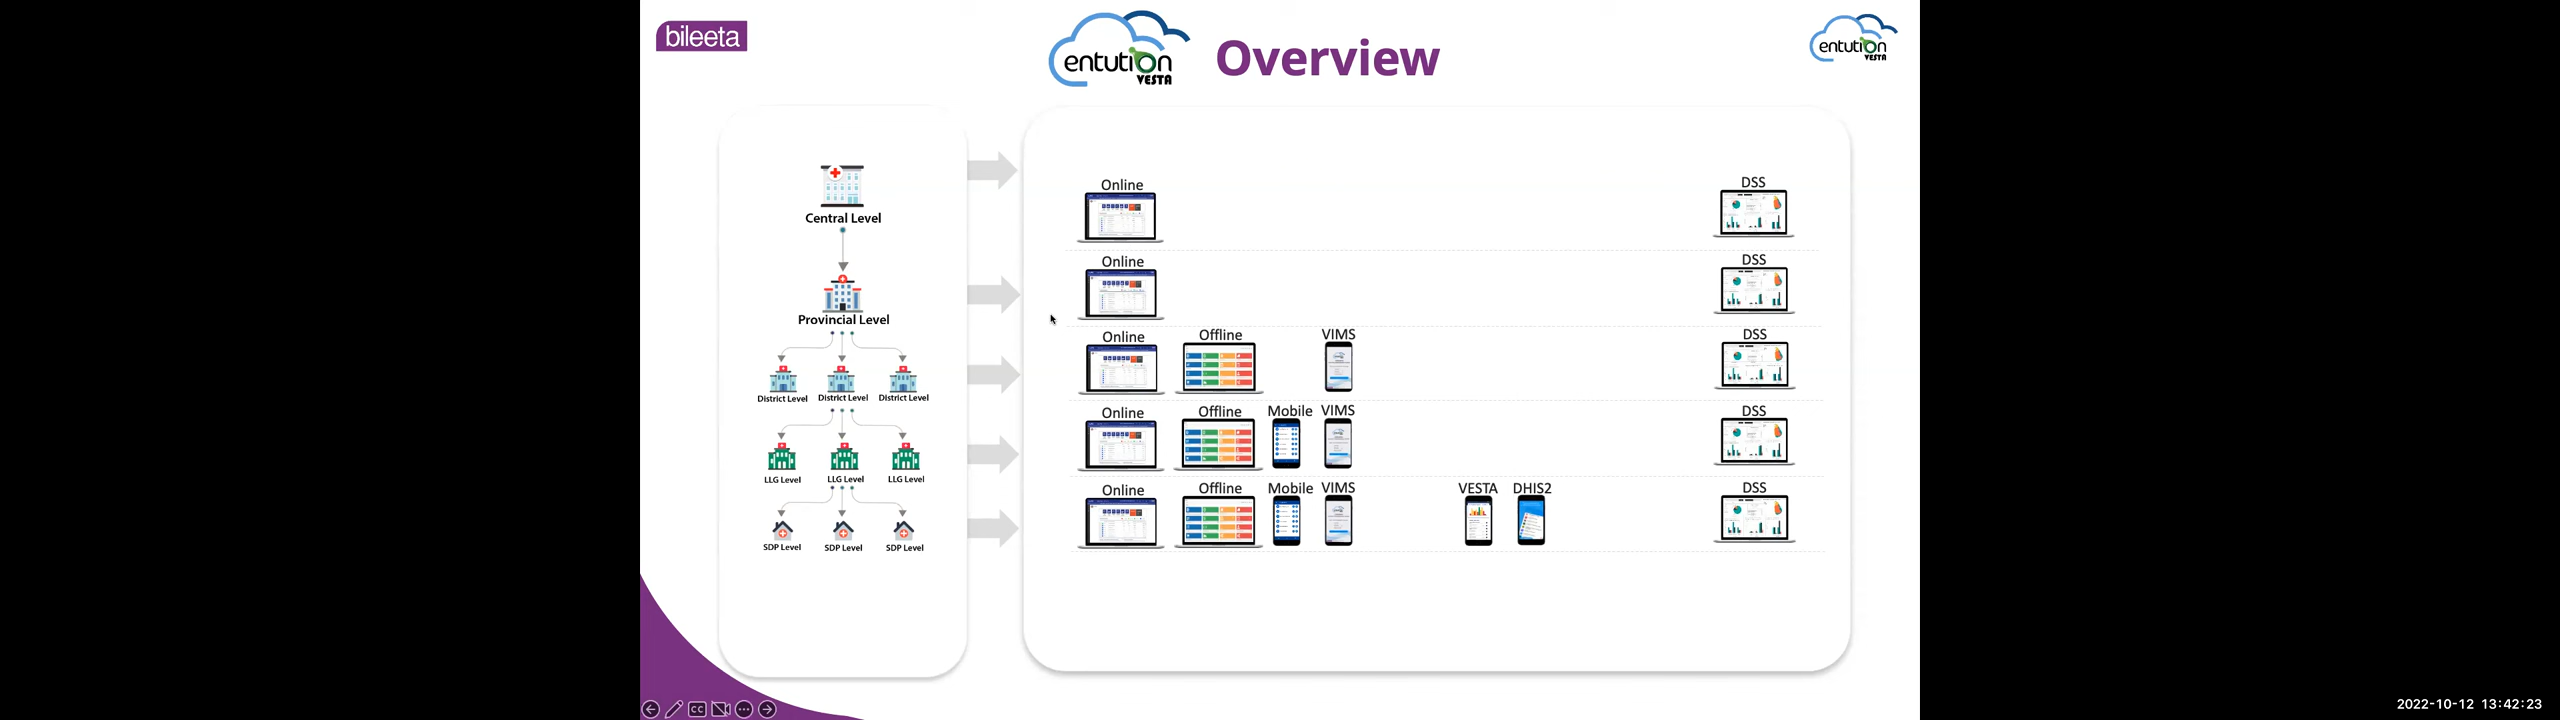 bileeta
entution
VESTA
Overview
entution
VESTA
Central Level
Provincial Level
District Level District Level District Level
LLG Level LLG Level LLG Level
SDP Level SDP Level SDP Level
Online DSS
Online DSS
Online Offline VIMS DSS
Online Offline Mobile VIMS DSS
Online Offline Mobile VIMS VESTA DHIS2 DSS
CC
2022-10-12 13:42:23